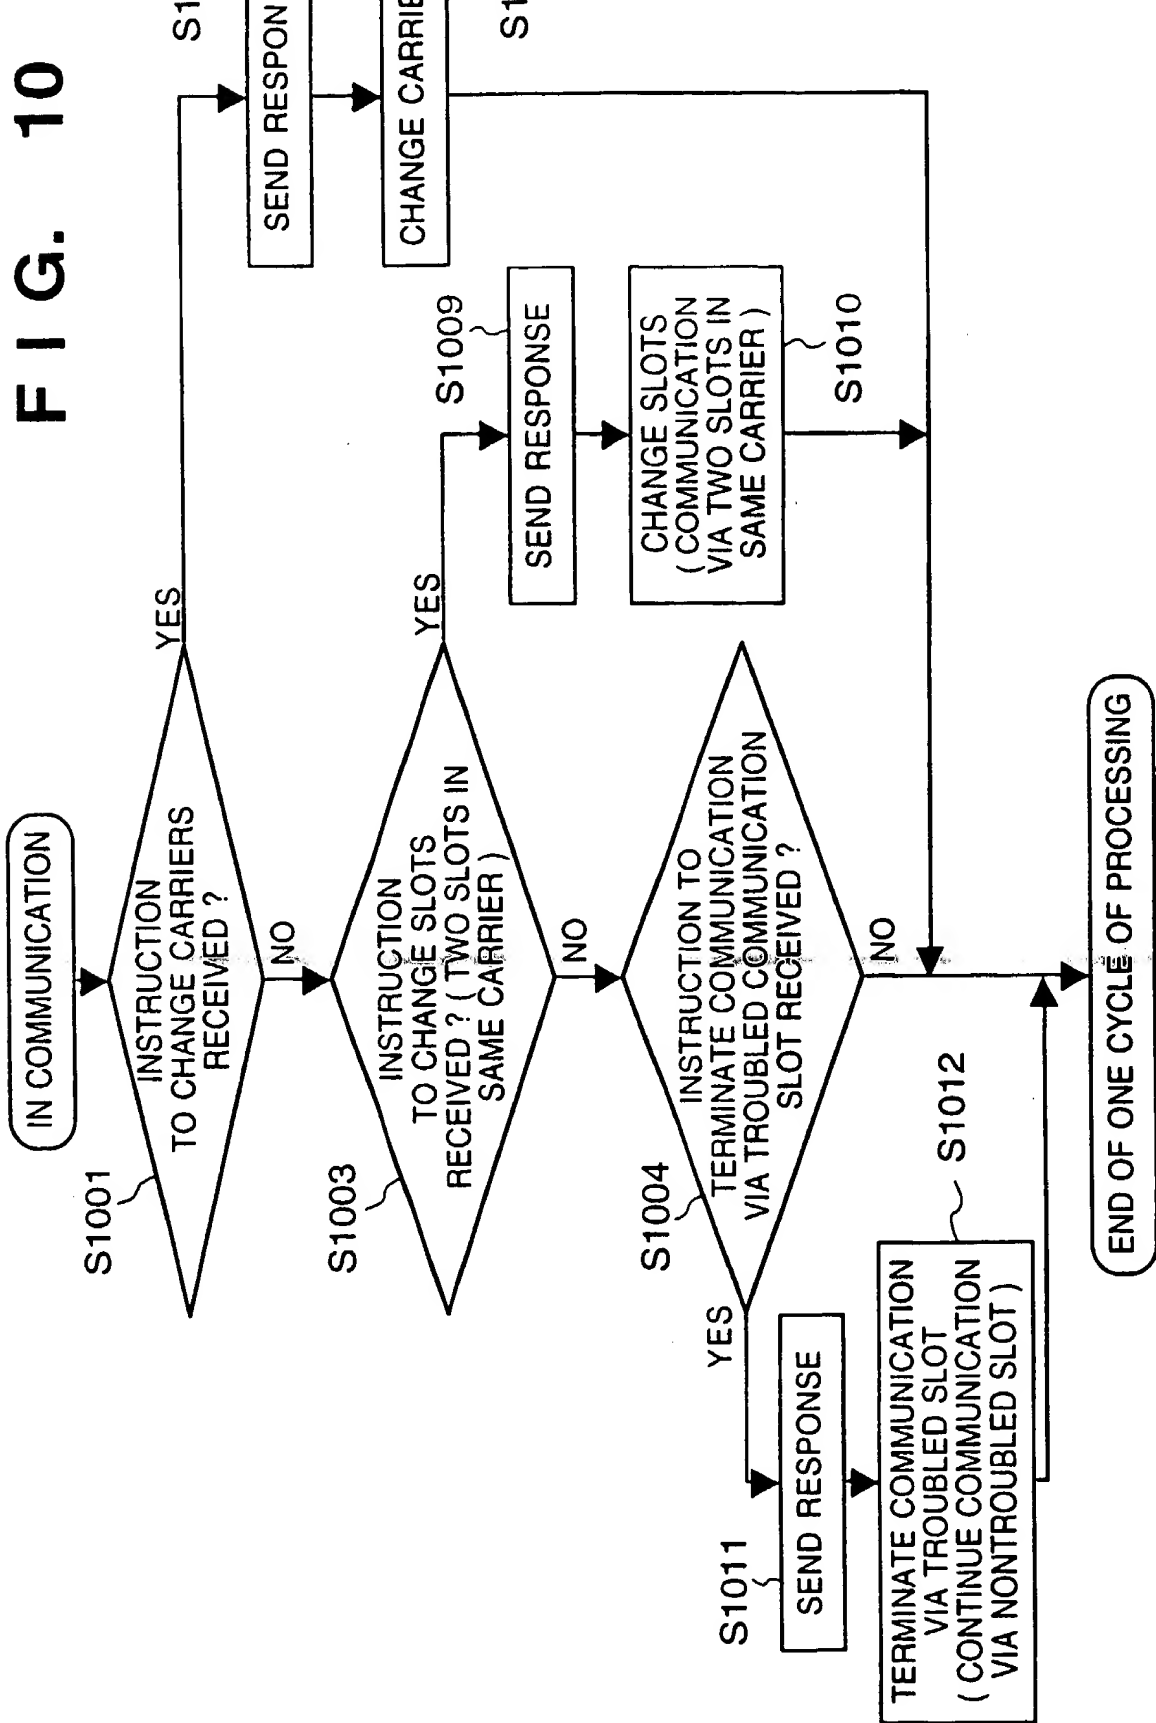 F I G. 10
IN COMMUNICATION
S1001
INSTRUCTION
TO CHANGE CARRIERS
RECEIVED ?
YES
NO
SEND
CHANGE
S1003
INSTRUCTION
TO CHANGE SLOTS
RECEIVED ? ( TWO SLOTS IN
SAME CARRIER )
YES
NO
S1009
SEND RESPONSE
CHANGE SLOTS
( COMMUNICATION
VIA TWO SLOTS IN
SAME CARRIER )
S1010
S1004
INSTRUCTION TO
TERMINATE COMMUNICATION
VIA TROUBLED COMMUNICATION
SLOT RECEIVED ?
YES
NO
S1011
SEND RESPONSE
TERMINATE COMMUNICATION
VIA TROUBLED SLOT
( CONTINUE COMMUNICATION
VIA NONTROUBLED SLOT )
S1012
END OF ONE CYCLE OF PROCESSING